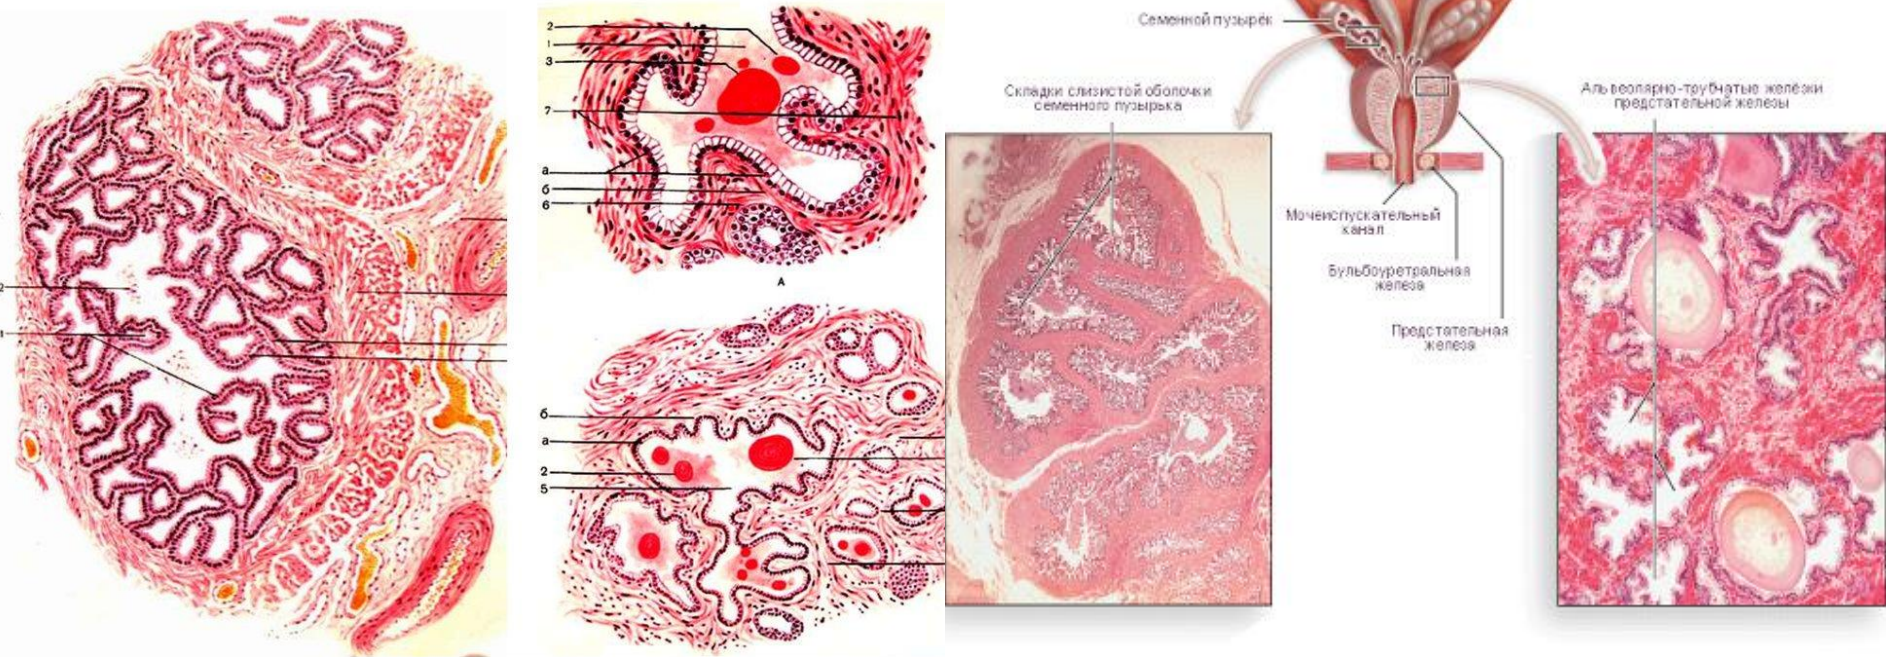 2
1
2
1
3
7
а
б
6
А
б
а
2
5
Семенной пузырёк
Складки слизистой оболочки
семенного пузырька
Альвеолярно-трубчатые желёзки
предстательной железы
Мочеиспускательный
канал
Бульбоуретральная
железа
Предстательная
железа